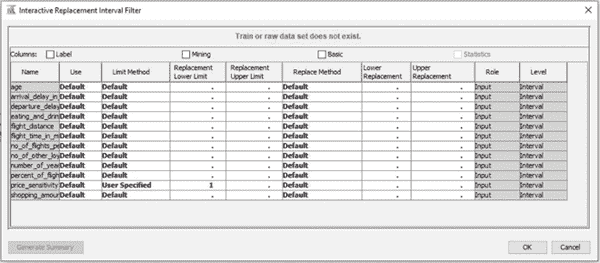 Interactive Replacement Interval Filter
Train or raw data set does not exist.
Columns: Label Mining Basic Statistics
Name Use Limit Method Replacement Lower Limit Replacement Upper Limit Replace Method Lower Replacement Upper Replacement Role Level
age Default Default . . Default . . Input Interval
arrival_delay_in_ Default Default . . Default . . Input Interval
departure_delay Default Default . . Default . . Input Interval
eating_and_drin Default Default . . Default . . Input Interval
flight_distance Default Default . . Default . . Input Interval
flight_time_in_m Default Default . . Default . . Input Interval
no_of_flights_pe Default Default . . Default . . Input Interval
no_of_other_loy Default Default . . Default . . Input Interval
number_of_year Default Default . . Default . . Input Interval
percent_of_fligh Default Default . . Default . . Input Interval
price_sensitivity Default User Specified 1 . Default . . Input Interval
shopping_amour Default Default . . Default . . Input Interval
Generate Summary OK Cancel